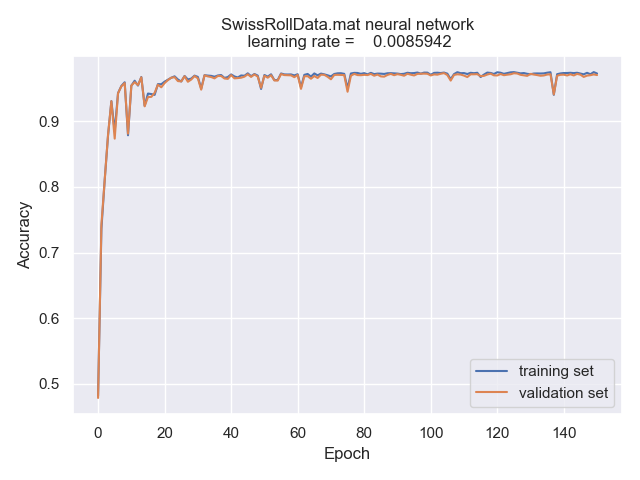 SwissRollData.mat neural network
learning rate = 0.0085942
Accuracy
0.9
0.8
0.7
0.6
0.5
0 20 40 60 80 100 120 140
Epoch
training set
validation set